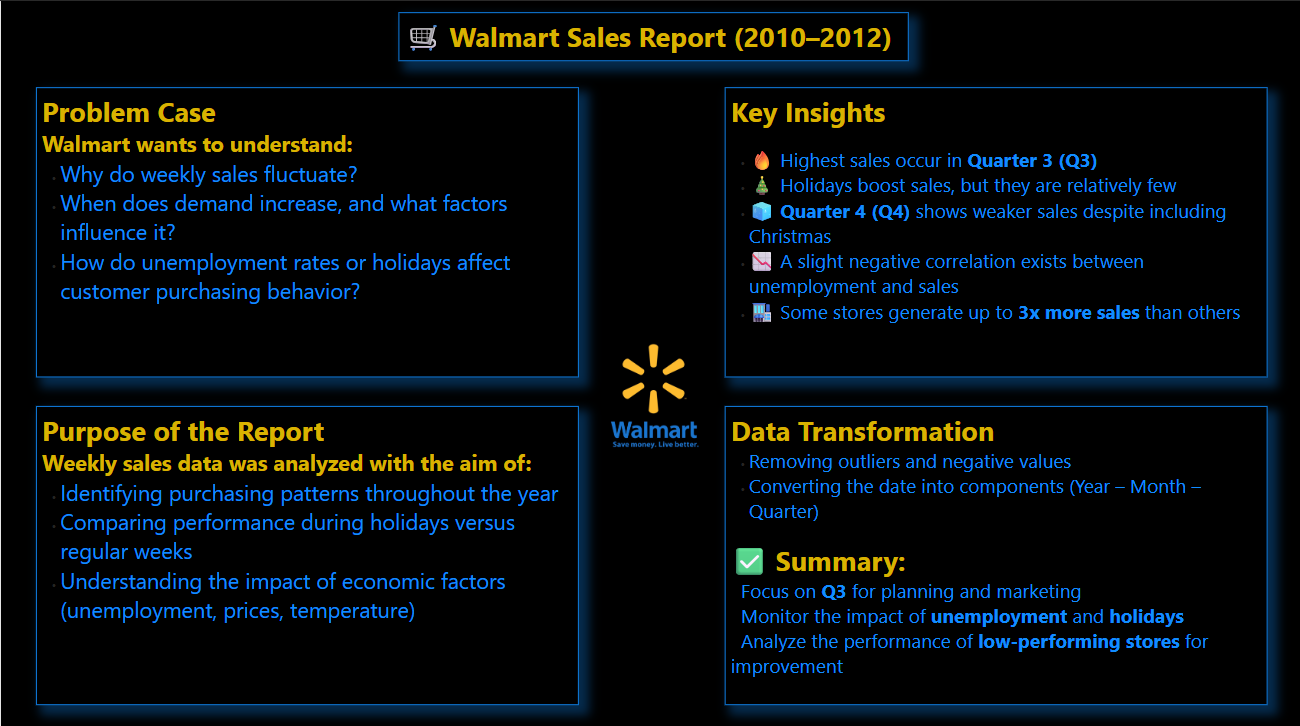 🛒 Walmart Sales Report (2010–2012)
Problem Case
Walmart wants to understand:
Why do weekly sales fluctuate?
When does demand increase, and what factors
influence it?
How do unemployment rates or holidays affect
customer purchasing behavior?
Key Insights
🔥 Highest sales occur in Quarter 3 (Q3)
🎄 Holidays boost sales, but they are relatively few
🧊 Quarter 4 (Q4) shows weaker sales despite including
Christmas
📉 A slight negative correlation exists between
unemployment and sales
🏬 Some stores generate up to 3x more sales than others
Walmart
Save money. Live better.
Purpose of the Report
Weekly sales data was analyzed with the aim of:
Identifying purchasing patterns throughout the year
Comparing performance during holidays versus
regular weeks
Understanding the impact of economic factors
(unemployment, prices, temperature)
Data Transformation
Removing outliers and negative values
Converting the date into components (Year – Month –
Quarter)
✅ Summary:
Focus on Q3 for planning and marketing
Monitor the impact of unemployment and holidays
Analyze the performance of low-performing stores for
improvement